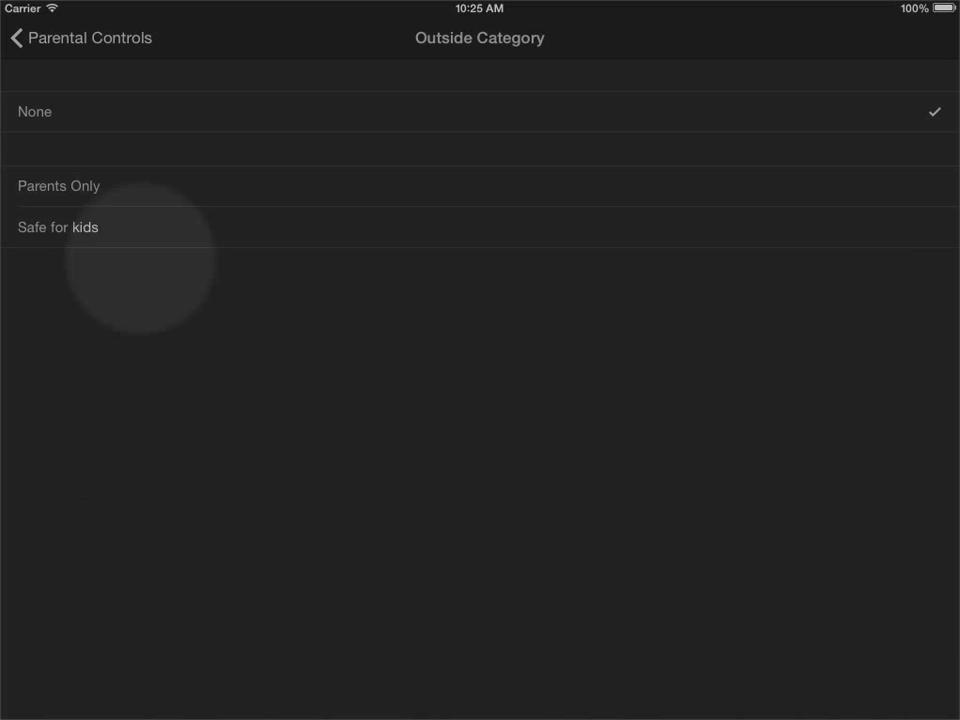 Carrier 10:25 AM 100%
Parental Controls Outside Category
None
Parents Only
Safe for kids